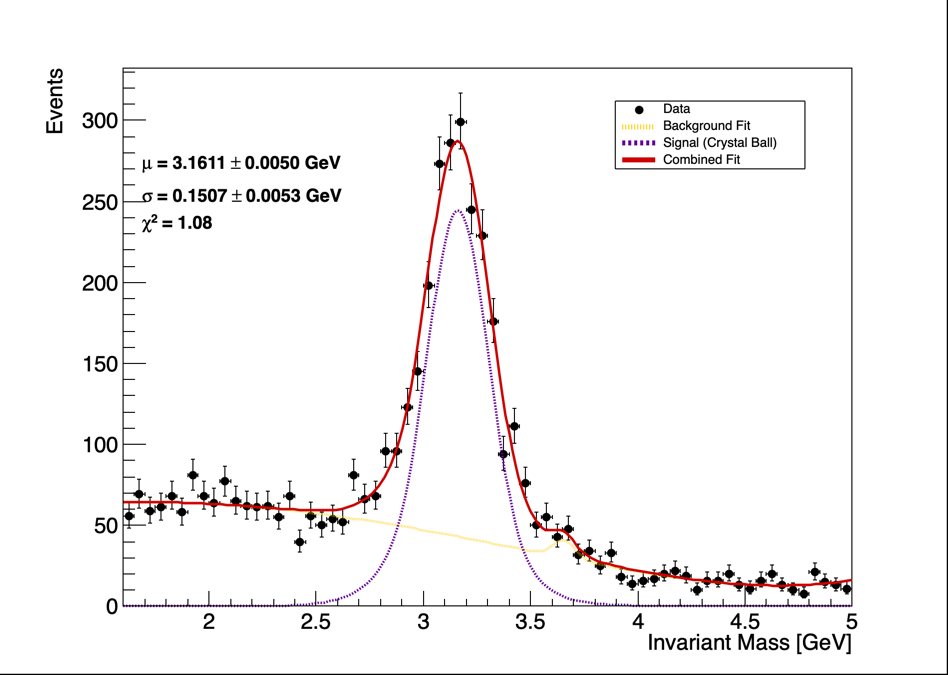 Events
300
250
200
150
100
50
0
μ = 3.1611 ± 0.0050 GeV
σ = 0.1507 ± 0.0053 GeV
χ² = 1.08
Data
Background Fit
Signal (Crystal Ball)
Combined Fit
2 2.5 3 3.5 4 4.5 5
Invariant Mass [GeV]